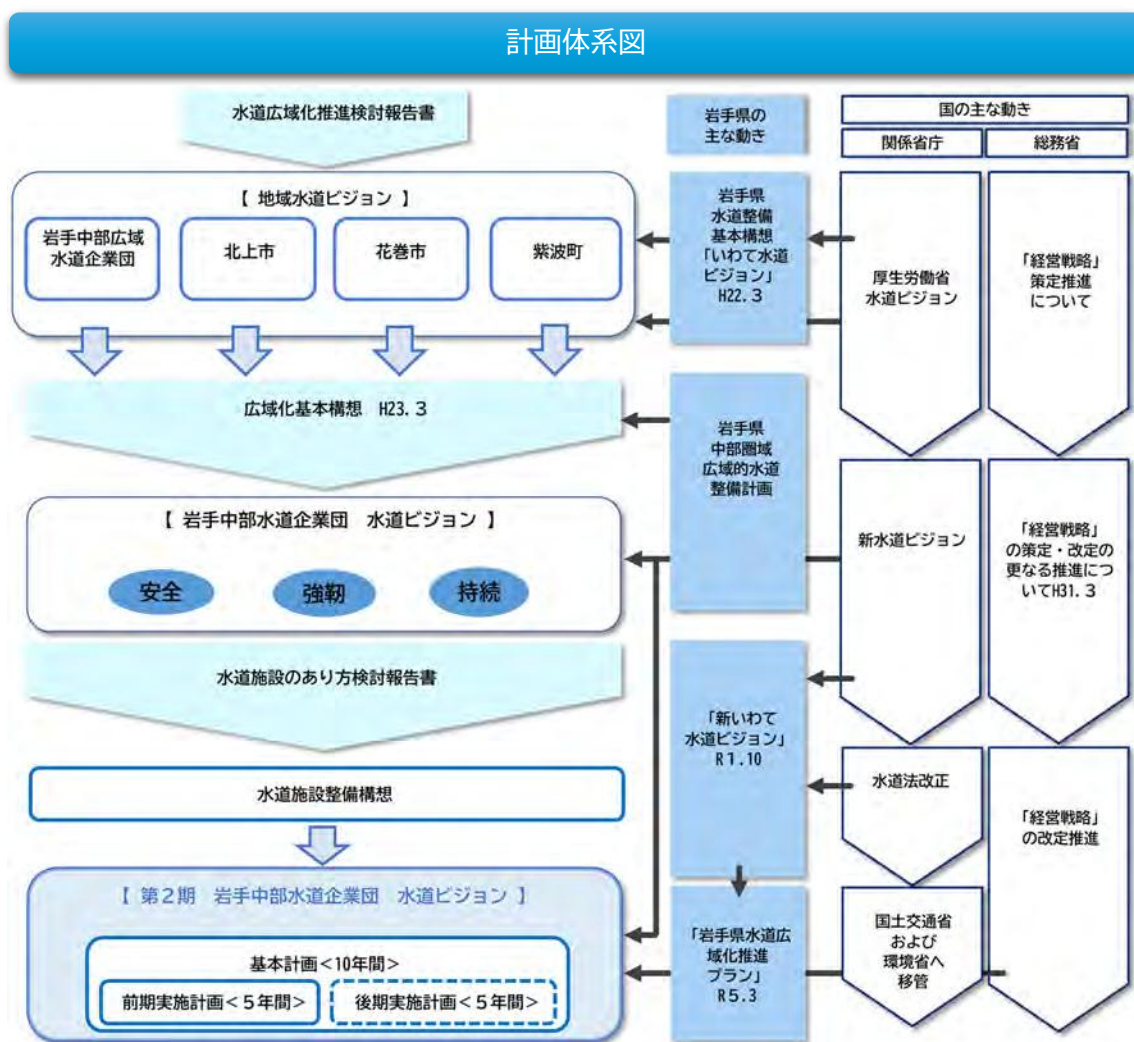 計画体系図
水道広域化推進検討報告書
【 地域水道ビジョン 】
岩手中部広域
水道企業団
北上市
花巻市
紫波町
広域化基本構想　H23.3
【 岩手中部水道企業団　水道ビジョン 】
安全
強靭
持続
水道施設のあり方検討報告書
水道施設整備構想
【 第２期　岩手中部水道企業団　水道ビジョン 】
基本計画<10年間>
前期実施計画<５年間>
後期実施計画<５年間>
岩手県の
主な動き
岩手県
水道整備
基本構想
「いわて水道
ビジョン」
H22.3
岩手県
中部圏域
広域的水道
整備計画
「新いわて
水道ビジョン」
R1.10
「岩手県水道広
域化推進
プラン」
R5.3
国の主な動き
関係省庁
総務省
厚生労働省
水道ビジョン
新水道ビジョン
水道法改正
国土交通省
および
環境省へ
移管
「経営戦略」
策定推進
について
「経営戦略」
の策定・改定の
更なる推進につ
いてH31.3
「経営戦略」
の改定推進